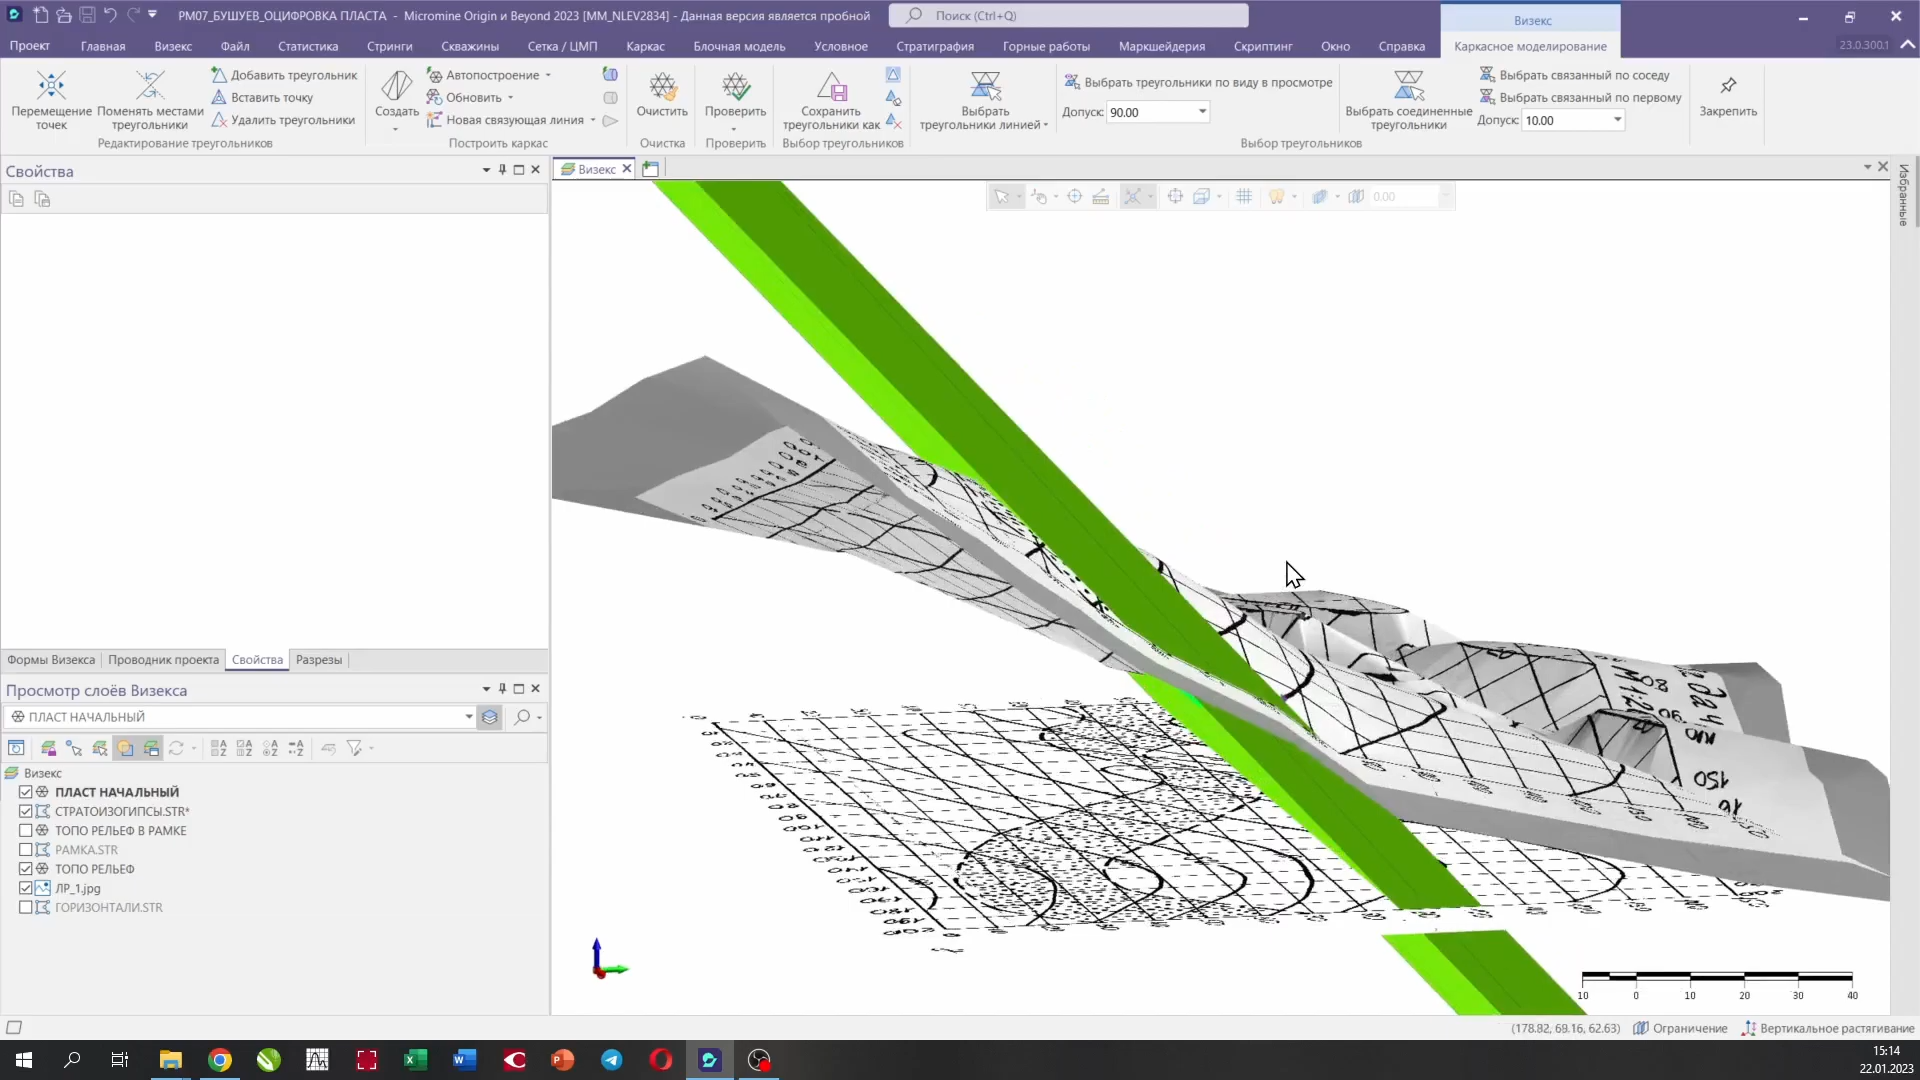 РМ07_БУШУЕВ_ОЦИФРОВКА ПЛАСТА - Micromine Origin и Beyond 2023 [MM_NLEV2834] - Данная версия является пробной
Поиск (Ctrl+Q)
Визекс
Проект Главная Визекс Файл Статистика Стринги Скважины Сетка / ЦМП Каркас Блочная модель Условное Стратиграфия Горные работы Маркшейдерия Скриптинг Окно Справка Каркасное моделирование 23.0.300.1
Перемещение точек
Поменять местами треугольники
Добавить треугольник
Вставить точку
Удалить треугольники
Редактирование треугольников
Создать
Автопостроение
Обновить
Новая связующая линия
Построить каркас
Очистить
Очистка
Проверить
Проверить
Сохранить треугольники как
Выбор треугольников
Выбрать треугольники линией
Выбрать треугольники по виду в просмотре
Допуск: 90.00
Выбрать соединенные треугольники
Выбрать связанный по соседу
Выбрать связанный по первому
Допуск: 10.00
Выбор треугольников
Закрепить
Свойства
Визекс
0.00
Избранные
Формы Визекса Проводник проекта Свойства Разрезы
Просмотр слоёв Визекса
ПЛАСТ НАЧАЛЬНЫЙ
Визекс
ПЛАСТ НАЧАЛЬНЫЙ
СТРАТОИЗОГИПСЫ.STR*
ТОПО РЕЛЬЕФ В РАМКЕ
РАМКА.STR
ТОПО РЕЛЬЕФ
ЛР_1.jpg
ГОРИЗОНТАЛИ.STR
150
10 0 10 20 30 40
(178.82, 69.16, 62.63) Ограничение Вертикальное растягивание
15:14
22.01.2023